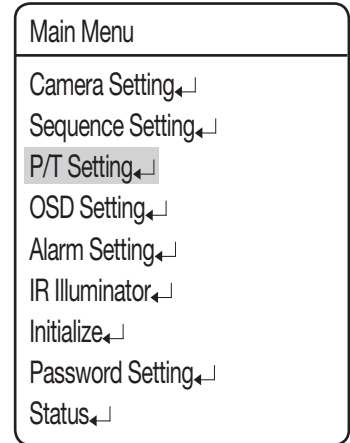 Main Menu
Camera Setting↵
Sequence Setting↵
P/T Setting↵
OSD Setting↵
Alarm Setting↵
IR Illuminator↵
Initialize↵
Password Setting↵
Status↵